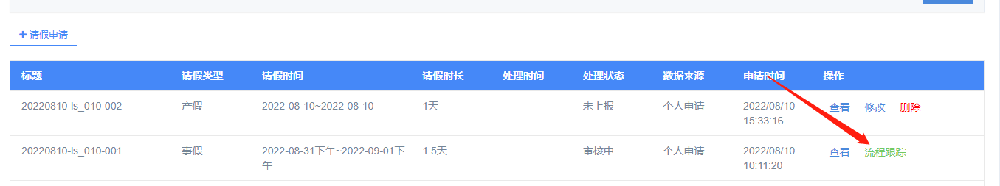 + 请假申请
标题 请假类型 请假时间 请假时长 处理时间 处理状态 数据来源 申请时间 操作
20220810-ls_010-002 产假 2022-08-10~2022-08-10 1天 未上报 个人申请 2022/08/10 查看 修改 删除
15:33:16
20220810-ls_010-001 事假 2022-08-31下午~2022-09-01下 1.5天 审核中 个人申请 2022/08/10 查看 流程跟踪
午 10:11:20